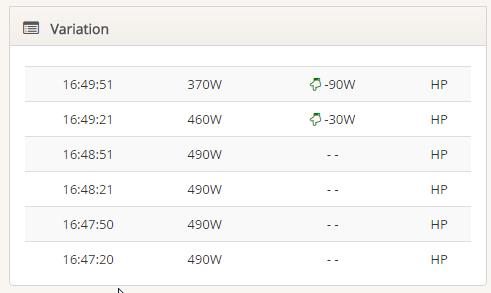 Variation
16:49:51 370W -90W HP
16:49:21 460W -30W HP
16:48:51 490W - - HP
16:48:21 490W - - HP
16:47:50 490W - - HP
16:47:20 490W - - HP